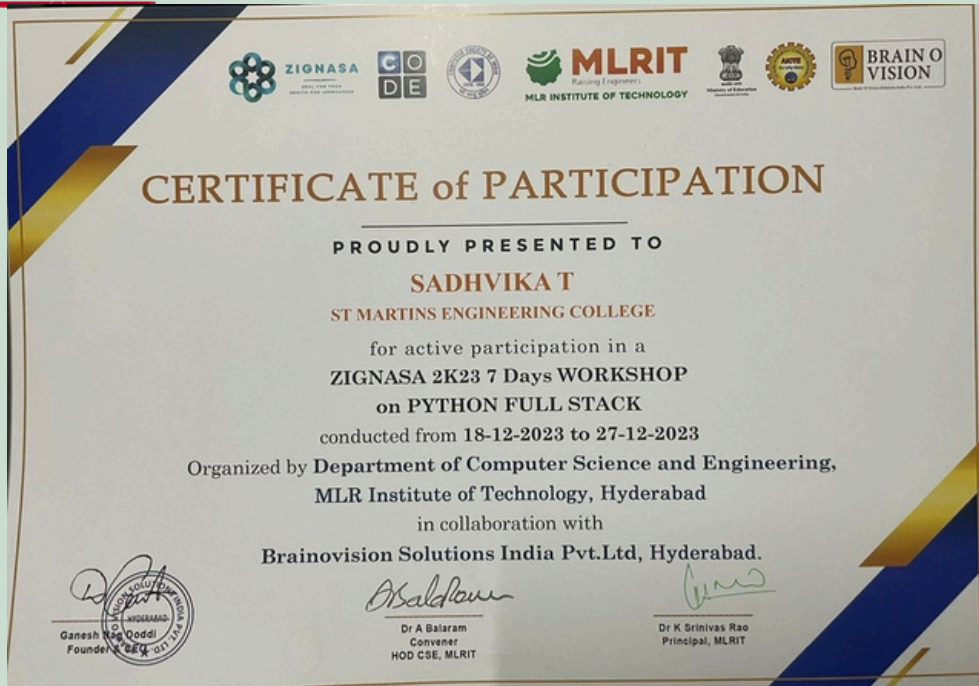 ZIGNASA
CODE
MLRIT
Raising Engineers
MLR INSTITUTE OF TECHNOLOGY
Ministry of Education
AICTE
BRAIN O
VISION
CERTIFICATE of PARTICIPATION
PROUDLY PRESENTED TO
SADHVIKA T
ST MARTINS ENGINEERING COLLEGE
for active participation in a
ZIGNASA 2K23 7 Days WORKSHOP
on PYTHON FULL STACK
conducted from 18-12-2023 to 27-12-2023
Organized by Department of Computer Science and Engineering,
MLR Institute of Technology, Hyderabad
in collaboration with
Brainovision Solutions India Pvt.Ltd, Hyderabad.
HYDERABAD
Ganesh Nag Doddi
Founder & CEO
Dr A Balaram
Convener
HOD CSE, MLRIT
Dr K Srinivas Rao
Principal, MLRIT